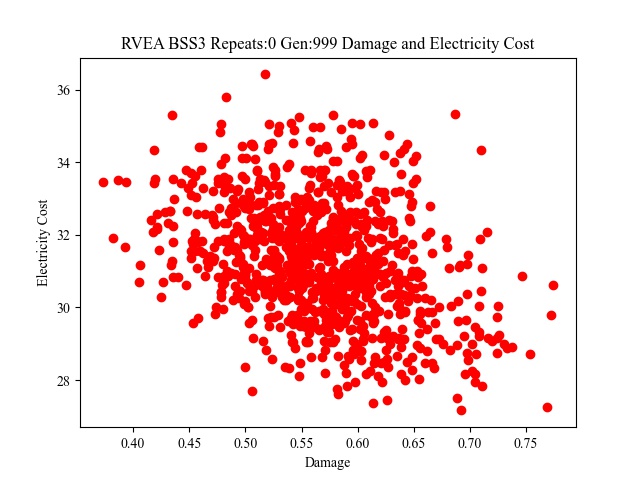 RVEA BSS3 Repeats:0 Gen:999 Damage and Electricity Cost
36
34
32
30
28
Electricity Cost
0.40 0.45 0.50 0.55 0.60 0.65 0.70 0.75
Damage